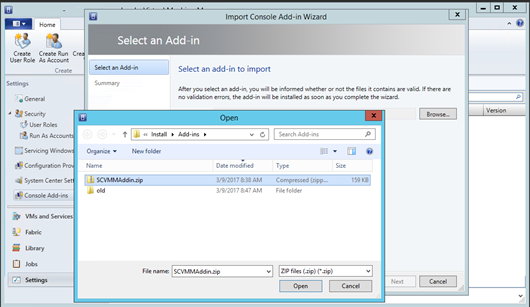 Import Console Add-in Wizard
Home
Create User Role
Create Run As Account
Create
Select an Add-in
Select an Add-in
Summary
Select an add-in to import
After you select an add-in, you will be informed whether or not the files it contains are valid. If there are
no validation errors, the add-in will be installed as soon as you complete the wizard.
Browse...
Version
Settings
General
Security
User Roles
Run As Accounts
Servicing Windows
Configuration Provid
System Center Setti
Console Add-ins
VMs and Services
Fabric
Library
Jobs
Settings
Open
Install
Add-ins
Search Add-ins
Organize
New folder
Name
Date modified
Type
Size
SCVMMAddin.zip
3/9/2017 8:38 AM
Compressed (zipp...
159 KB
old
3/9/2017 8:47 AM
File folder
File name:
SCVMMAddin.zip
ZIP files (.zip) (*.zip)
Open
Cancel
Next
Cancel